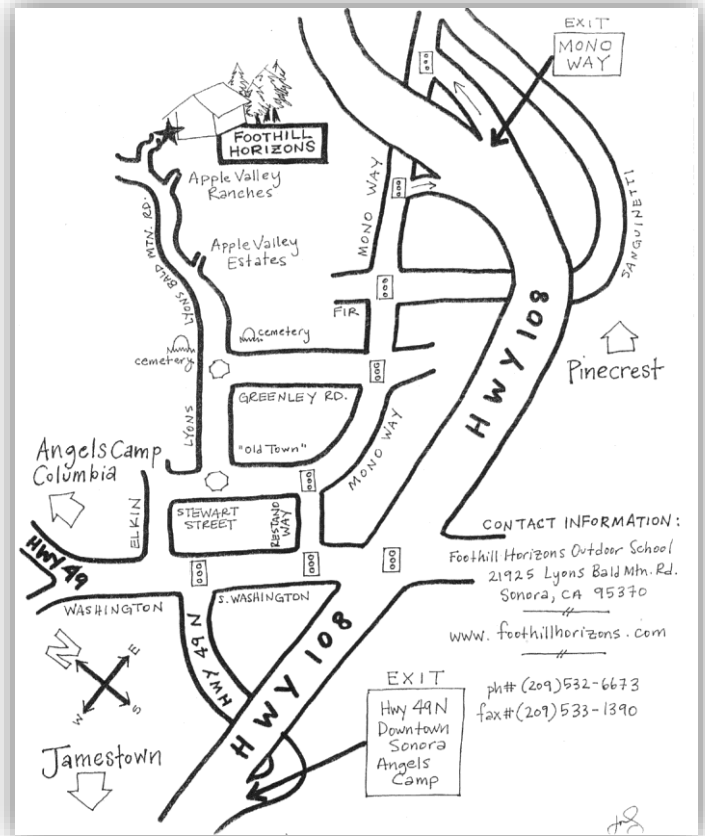 EXIT
MONO
WAY
FOOTHILL
HORIZONS
Apple Valley
Ranches
MONO WAY
SANGUINETTI
LYONS BALD MTN. RD.
Apple Valley
Estates
FIR
HWY 108
cemetery
cemetery
Pinecrest
GREENLEY RD.
LYONS
"Old Town"
MONO WAY
Angels Camp
Columbia
ELKIN
STEWART
STREET
RESTANO
WAY
HWY 49
WASHINGTON
S. WASHINGTON
HWY 49 N
HWY 108
CONTACT INFORMATION:
Foothill Horizons Outdoor School
21925 Lyons Bald Mtn. Rd.
Sonora, CA 95370
www.foothillhorizons.com
ph# (209) 532-6673
fax# (209) 533-1390
N
E
W
S
Jamestown
EXIT
Hwy 49N
Downtown
Sonora
Angels
Camp